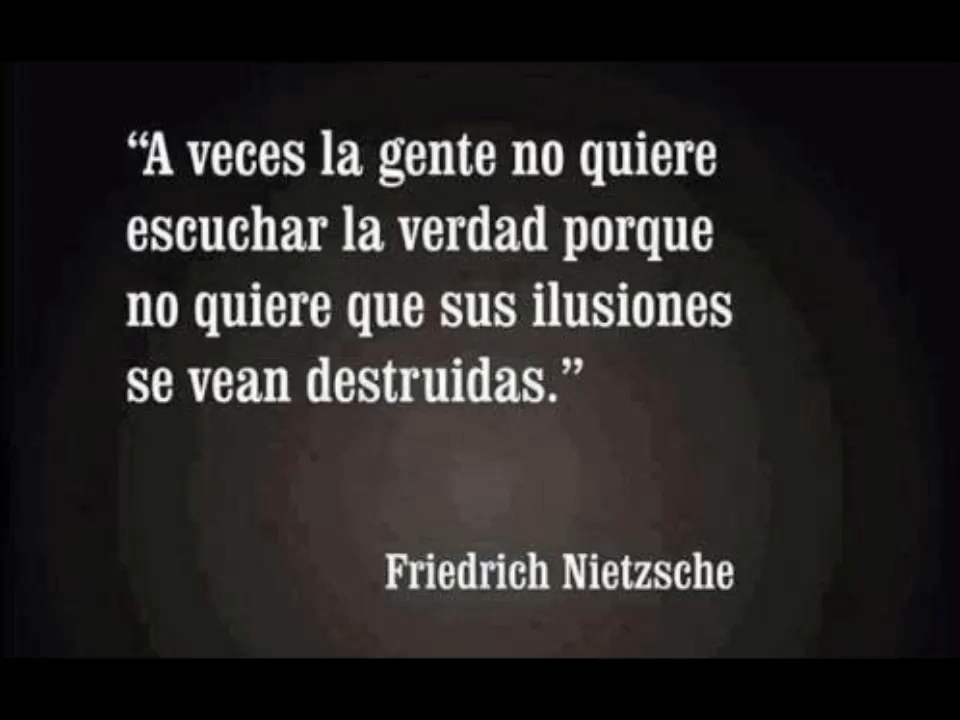 “A veces la gente no quiere
escuchar la verdad porque
no quiere que sus ilusiones
se vean destruidas.”
Friedrich Nietzsche